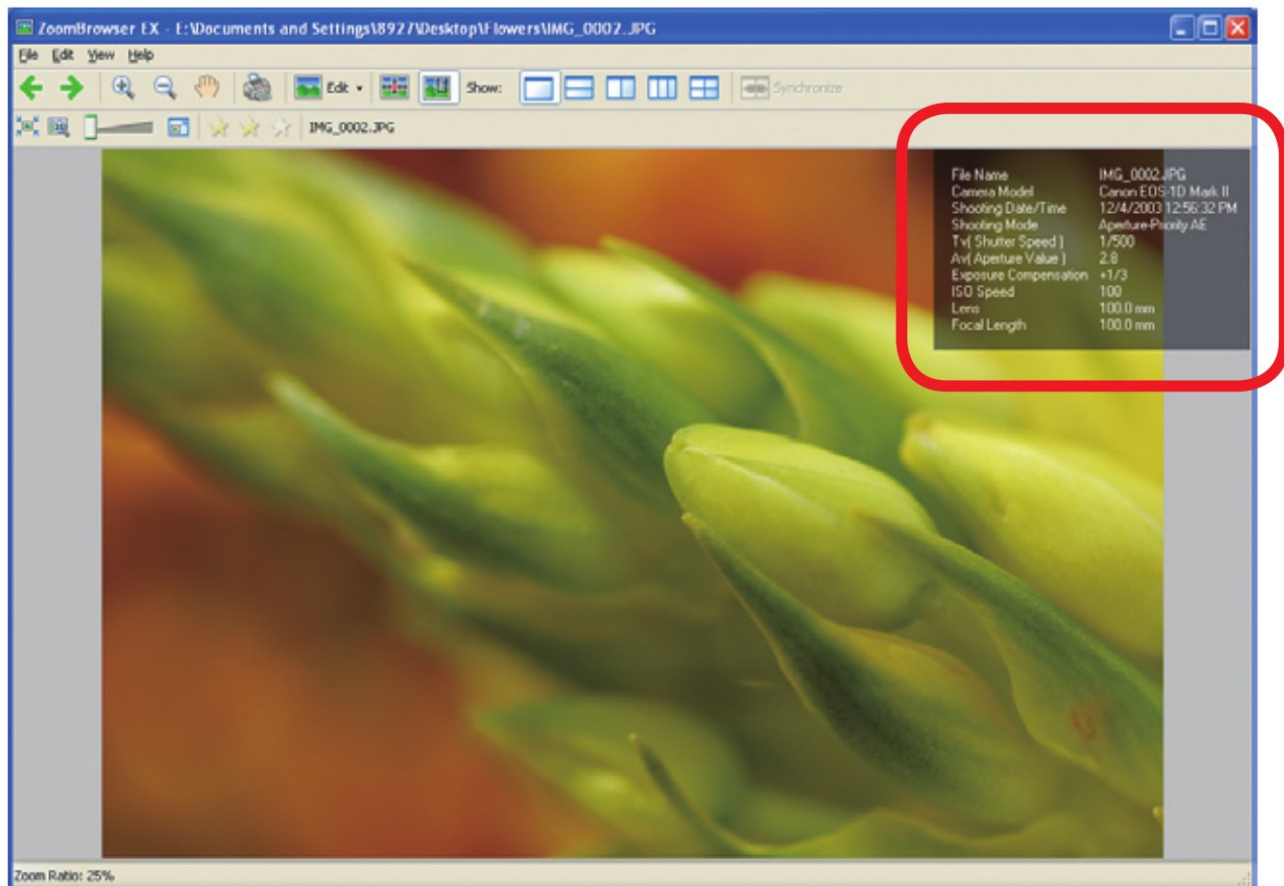 ZoomBrowser EX - E:\Documents and Settings\8927\Desktop\Flowers\IMG_0002.JPG
File Edit View Help
Edit Show: Synchronize
IMG_0002.JPG
File Name IMG_0002.JPG
Camera Model Canon EOS-1D Mark II
Shooting Date/Time 12/4/2003 12:56:32 PM
Shooting Mode Aperture-Priority AE
Tv( Shutter Speed ) 1/500
Av( Aperture Value ) 2.8
Exposure Compensation +1/3
ISO Speed 100
Lens 100.0 mm
Focal Length 100.0 mm
Zoom Ratio: 25%